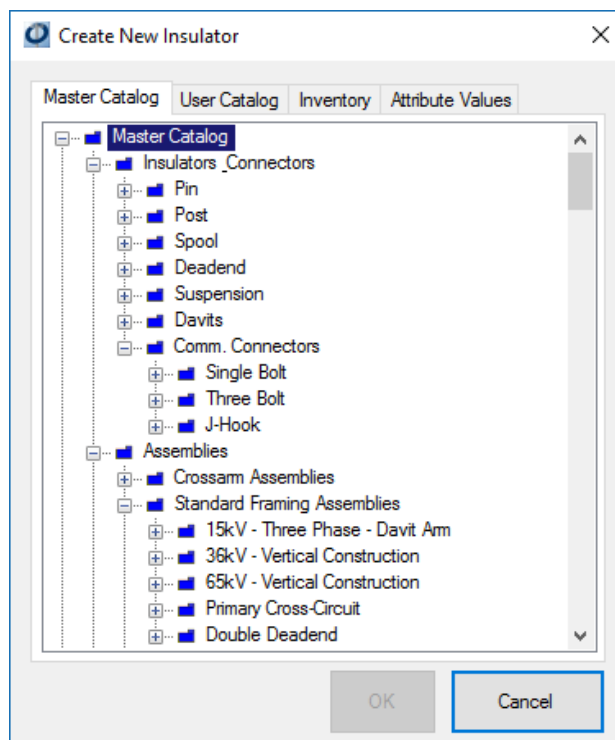 Create New Insulator
Master Catalog User Catalog Inventory Attribute Values
Master Catalog
Insulators_Connectors
Pin
Post
Spool
Deadend
Suspension
Davits
Comm. Connectors
Single Bolt
Three Bolt
J-Hook
Assemblies
Crossarm Assemblies
Standard Framing Assemblies
15kV - Three Phase - Davit Arm
36kV - Vertical Construction
65kV - Vertical Construction
Primary Cross-Circuit
Double Deadend
OK Cancel